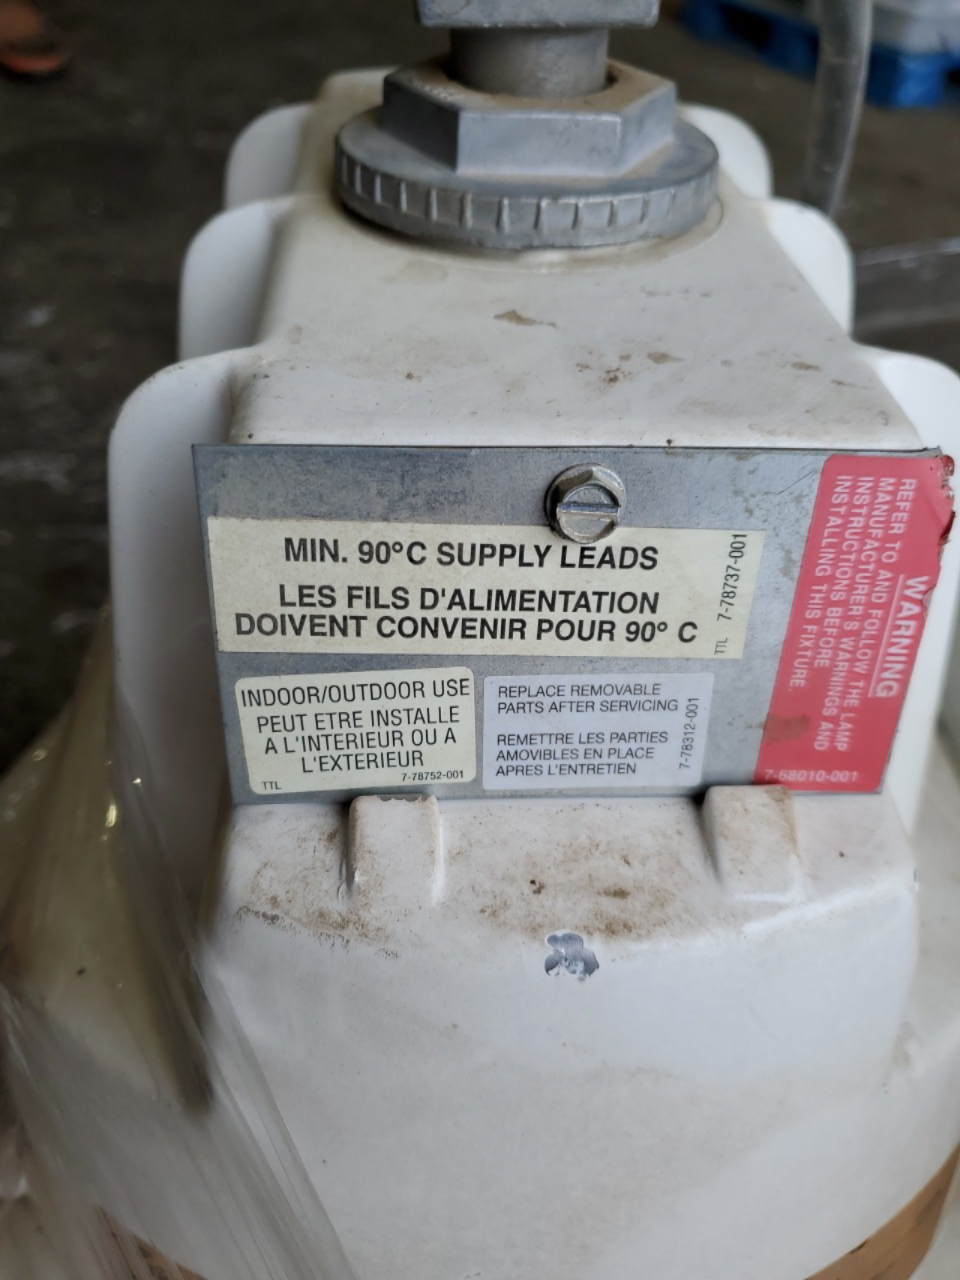 MIN. 90°C SUPPLY LEADS
LES FILS D'ALIMENTATION
DOIVENT CONVENIR POUR 90° C
TTL 7-78737-001
INDOOR/OUTDOOR USE
PEUT ETRE INSTALLE
A L'INTERIEUR OU A
L'EXTERIEUR
TTL 7-78752-001
REPLACE REMOVABLE
PARTS AFTER SERVICING
REMETTRE LES PARTIES
AMOVIBLES EN PLACE
APRES L'ENTRETIEN
7-78312-001
WARNING
REFER TO AND FOLLOW THE LAMP
MANUFACTURER'S WARNINGS AND
INSTRUCTIONS BEFORE
INSTALLING THIS FIXTURE.
7-68010-001